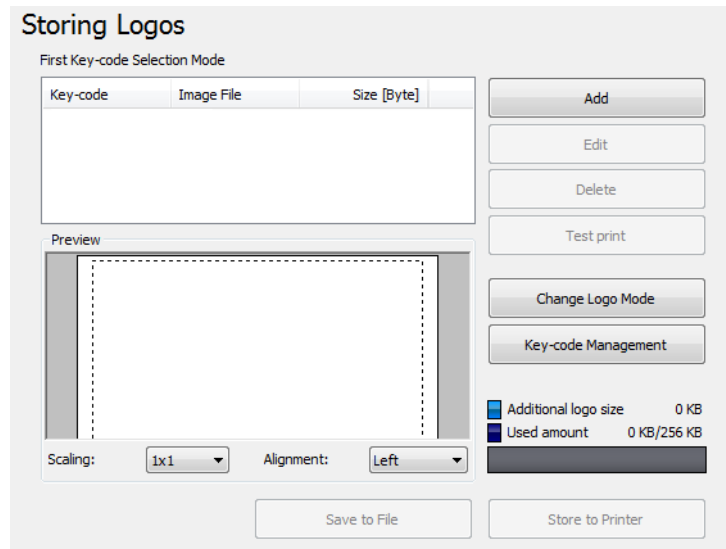 Storing Logos
First Key-code Selection Mode
Key-code Image File Size [Byte]
Add
Edit
Delete
Test print
Preview
Change Logo Mode
Key-code Management
Additional logo size 0 KB
Used amount 0 KB/256 KB
Scaling: 1x1 Alignment: Left
Save to File Store to Printer